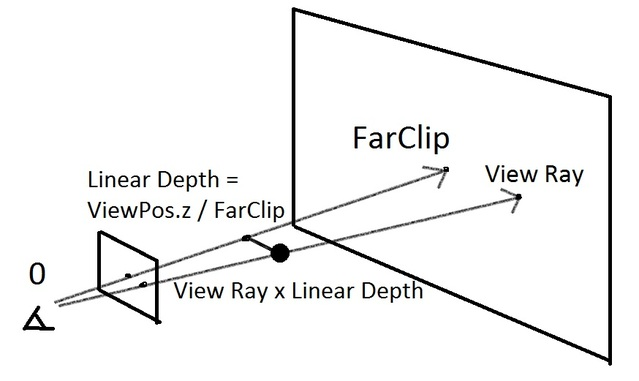 FarClip
View Ray
Linear Depth =
ViewPos.z / FarClip
0
View Ray x Linear Depth